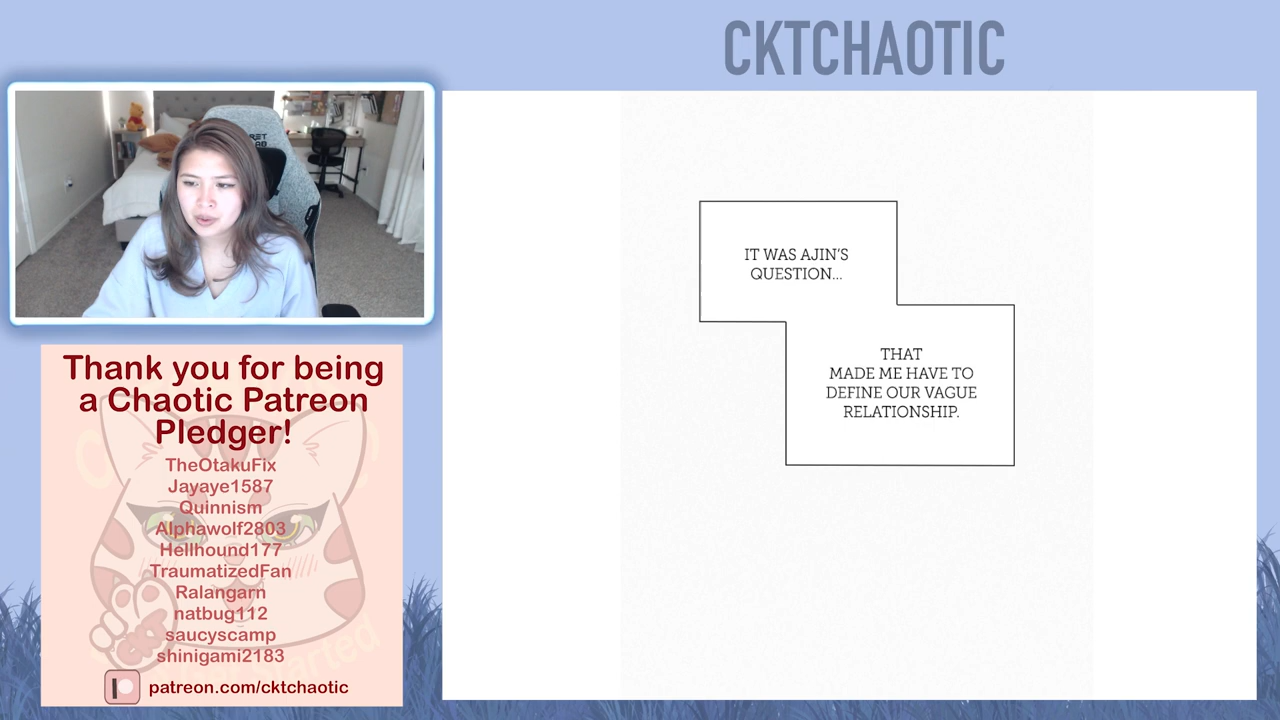 CKTCHAOTIC
IT WAS AJIN'S
QUESTION...
THAT
MADE ME HAVE TO
DEFINE OUR VAGUE
RELATIONSHIP.
Thank you for being
a Chaotic Patreon
Pledger!
TheOtakuFix
Jayaye1587
Quinnism
Alphawolf2803
Hellhound177
TraumatizedFan
Ralangarn
natbug112
saucyscamp
shinigami2183
patreon.com/cktchaotic